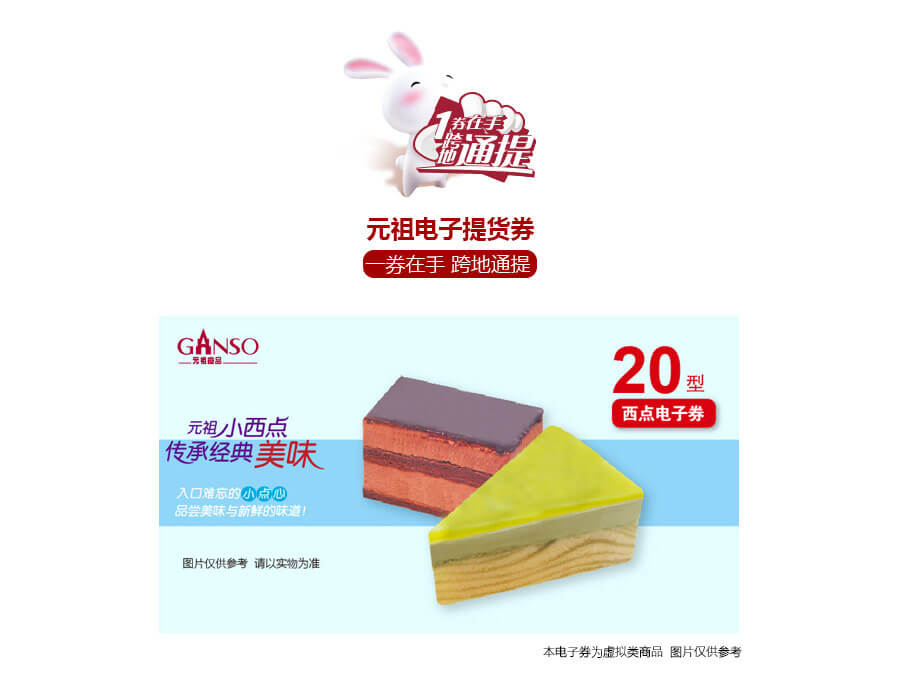 1券在手
跨地通提
元祖电子提货券
一券在手 跨地通提
GANSO
元祖食品
20型
西点电子券
元祖小西点
传承经典美味
入口难忘的小点心
品尝美味与新鲜的味道!
图片仅供参考 请以实物为准
本电子券为虚拟类商品 图片仅供参考